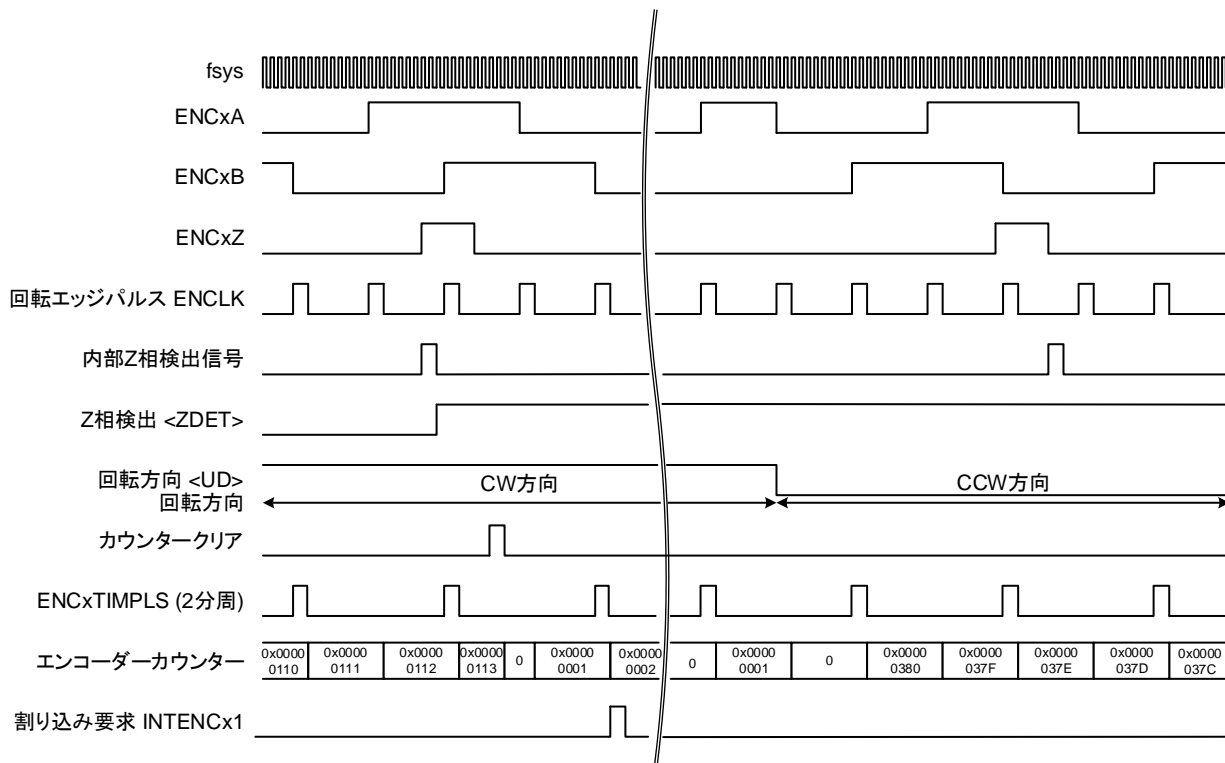 fsys
ENCxA
ENCxB
ENCxZ
回転エッジパルス ENCLK
内部Z相検出信号
Z相検出 <ZDET>
回転方向 <UD>
回転方向
CW方向
CCW方向
カウンタークリア
ENCxTIMPLS (2分周)
エンコーダーカウンター
0x0000
0110
0x0000
0111
0x0000
0112
0x0000
0113
0
0x0000
0001
0x0000
0002
0
0x0000
0001
0
0x0000
0380
0x0000
037F
0x0000
037E
0x0000
037D
0x0000
037C
割り込み要求 INTENCx1